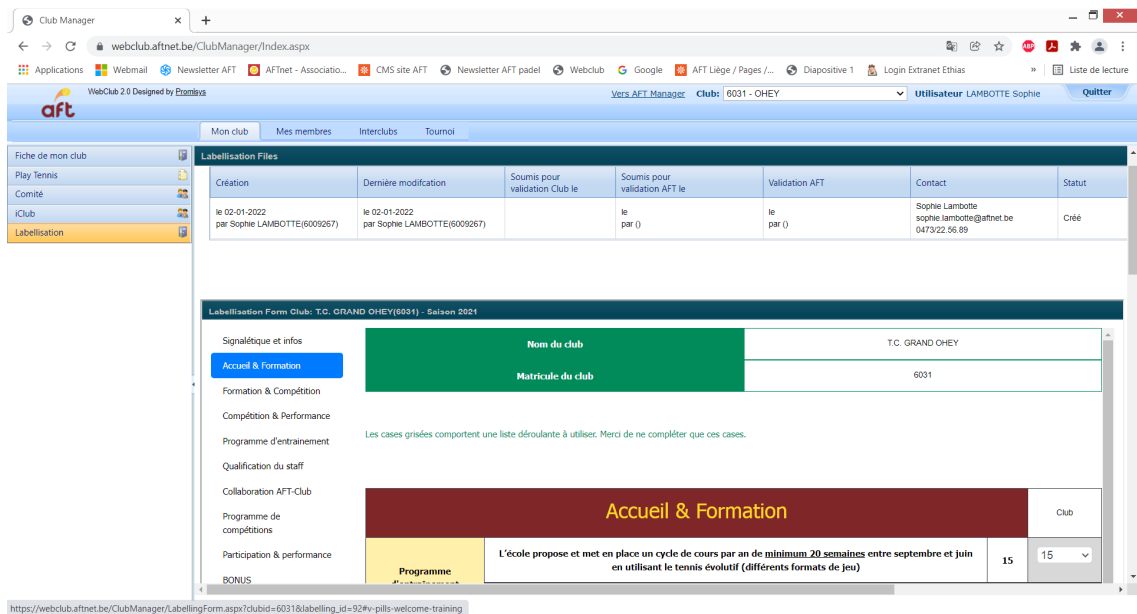 Club Manager
webclub.aftnet.be/ClubManager/Index.aspx
Applications Webmail Newsletter AFT AFTnet - Associatio... CMS site AFT Newsletter AFT padel Webclub Google AFT Liège / Pages /... Diapositive 1 Login Extranet Ethias » Liste de lecture
aft
WebClub 2.0 Designed by Promisys
Vers AFT Manager Club: 6031 - OHEY Utilisateur LAMBOTTE Sophie Quitter
Mon club Mes membres Interclubs Tournoi
Fiche de mon club
Play Tennis
Comité
iClub
Labellisation
Labellisation Files
Création Dernière modifcation Soumis pour validation Club le Soumis pour validation AFT le Validation AFT Contact Statut
le 02-01-2022
par Sophie LAMBOTTE(6009267)
le 02-01-2022
par Sophie LAMBOTTE(6009267)
le
par ()
le
par ()
Sophie Lambotte
sophie.lambotte@aftnet.be
0473/22.56.89
Créé
Labellisation Form Club: T.C. GRAND OHEY(6031) - Saison 2021
Signalétique et infos
Accueil & Formation
Formation & Compétition
Compétition & Performance
Programme d'entrainement
Qualification du staff
Collaboration AFT-Club
Programme de
compétitions
Participation & performance
BONUS
Nom du club T.C. GRAND OHEY
Matricule du club 6031
Les cases grisées comportent une liste déroulante à utiliser. Merci de ne compléter que ces cases.
Accueil & Formation Club
Programme
d'entrainement
L'école propose et met en place un cycle de cours par an de minimum 20 semaines entre septembre et juin
en utilisant le tennis évolutif (différents formats de jeu)
15 15
https://webclub.aftnet.be/ClubManager/LabellingForm.aspx?clubid=6031&labelling_id=92#v-pills-welcome-training